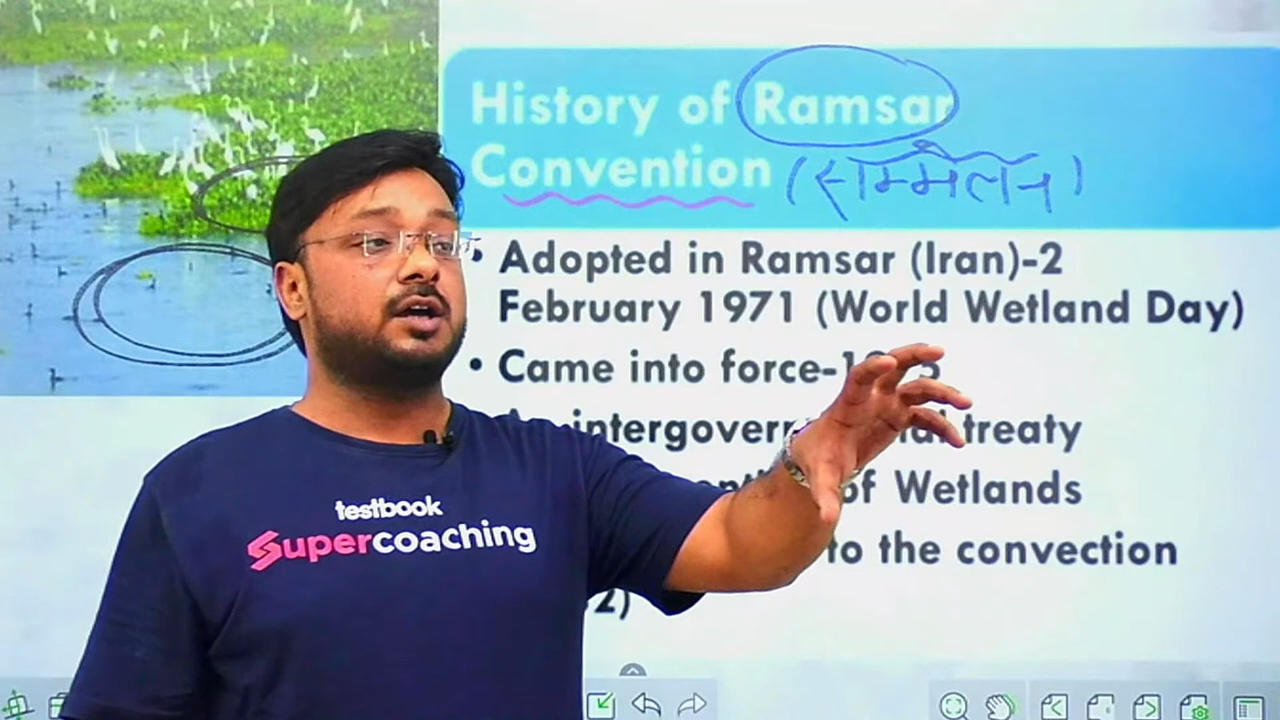 History of Ramsar
Convention (सम्मेलन)
• Adopted in Ramsar (Iran)-2
February 1971 (World Wetland Day)
• Came into force-
treaty
of Wetlands
to the convection
testbook
Supercoaching